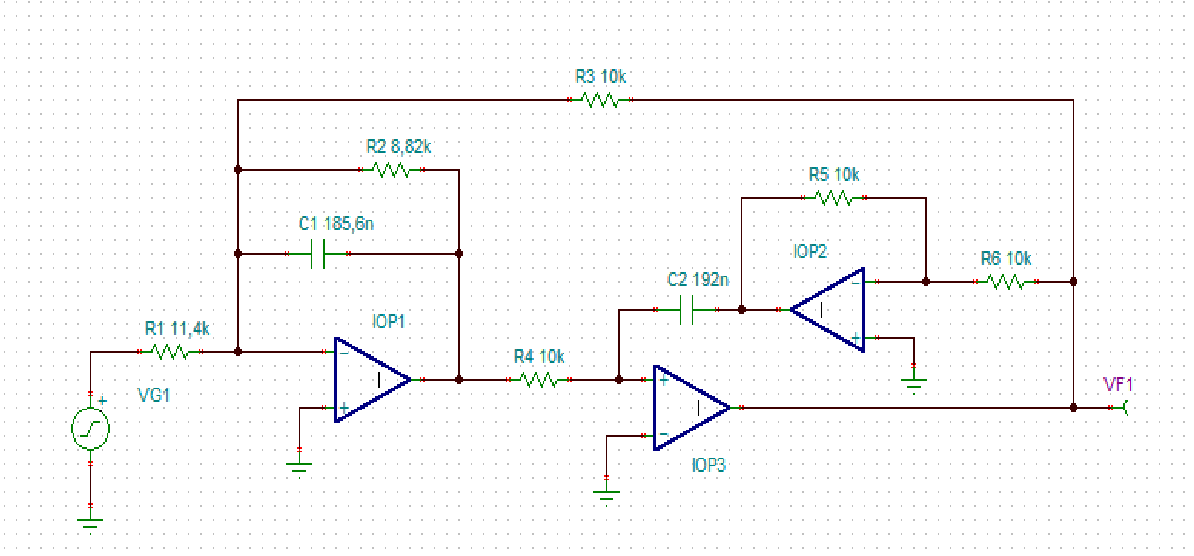 R3 10k
R2 8,82k
R5 10k
C1 185,6n
IOP2
R6 10k
C2 192n
IOP1
R1 11,4k
R4 10k
VG1
VF1
IOP3